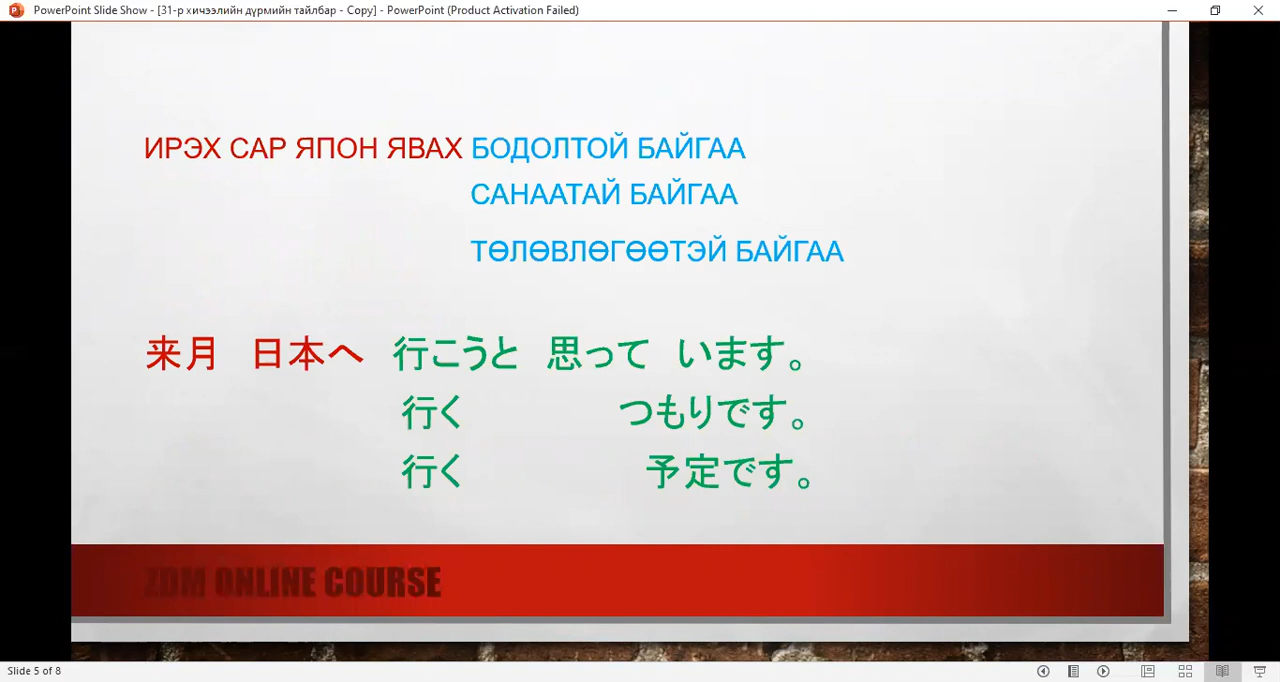 PowerPoint Slide Show - [31-р хичээлийн дүрмийн тайлбар - Copy] - PowerPoint (Product Activation Failed)
ИРЭХ САР ЯПОН ЯВАХ БОДОЛТОЙ БАЙГАА
САНААТАЙ БАЙГАА
ТӨЛӨВЛӨГӨӨТЭЙ БАЙГАА
来月 日本へ 行こうと 思って います。
行く つもりです。
行く 予定です。
ZDM ONLINE COURSE
Slide 5 of 8